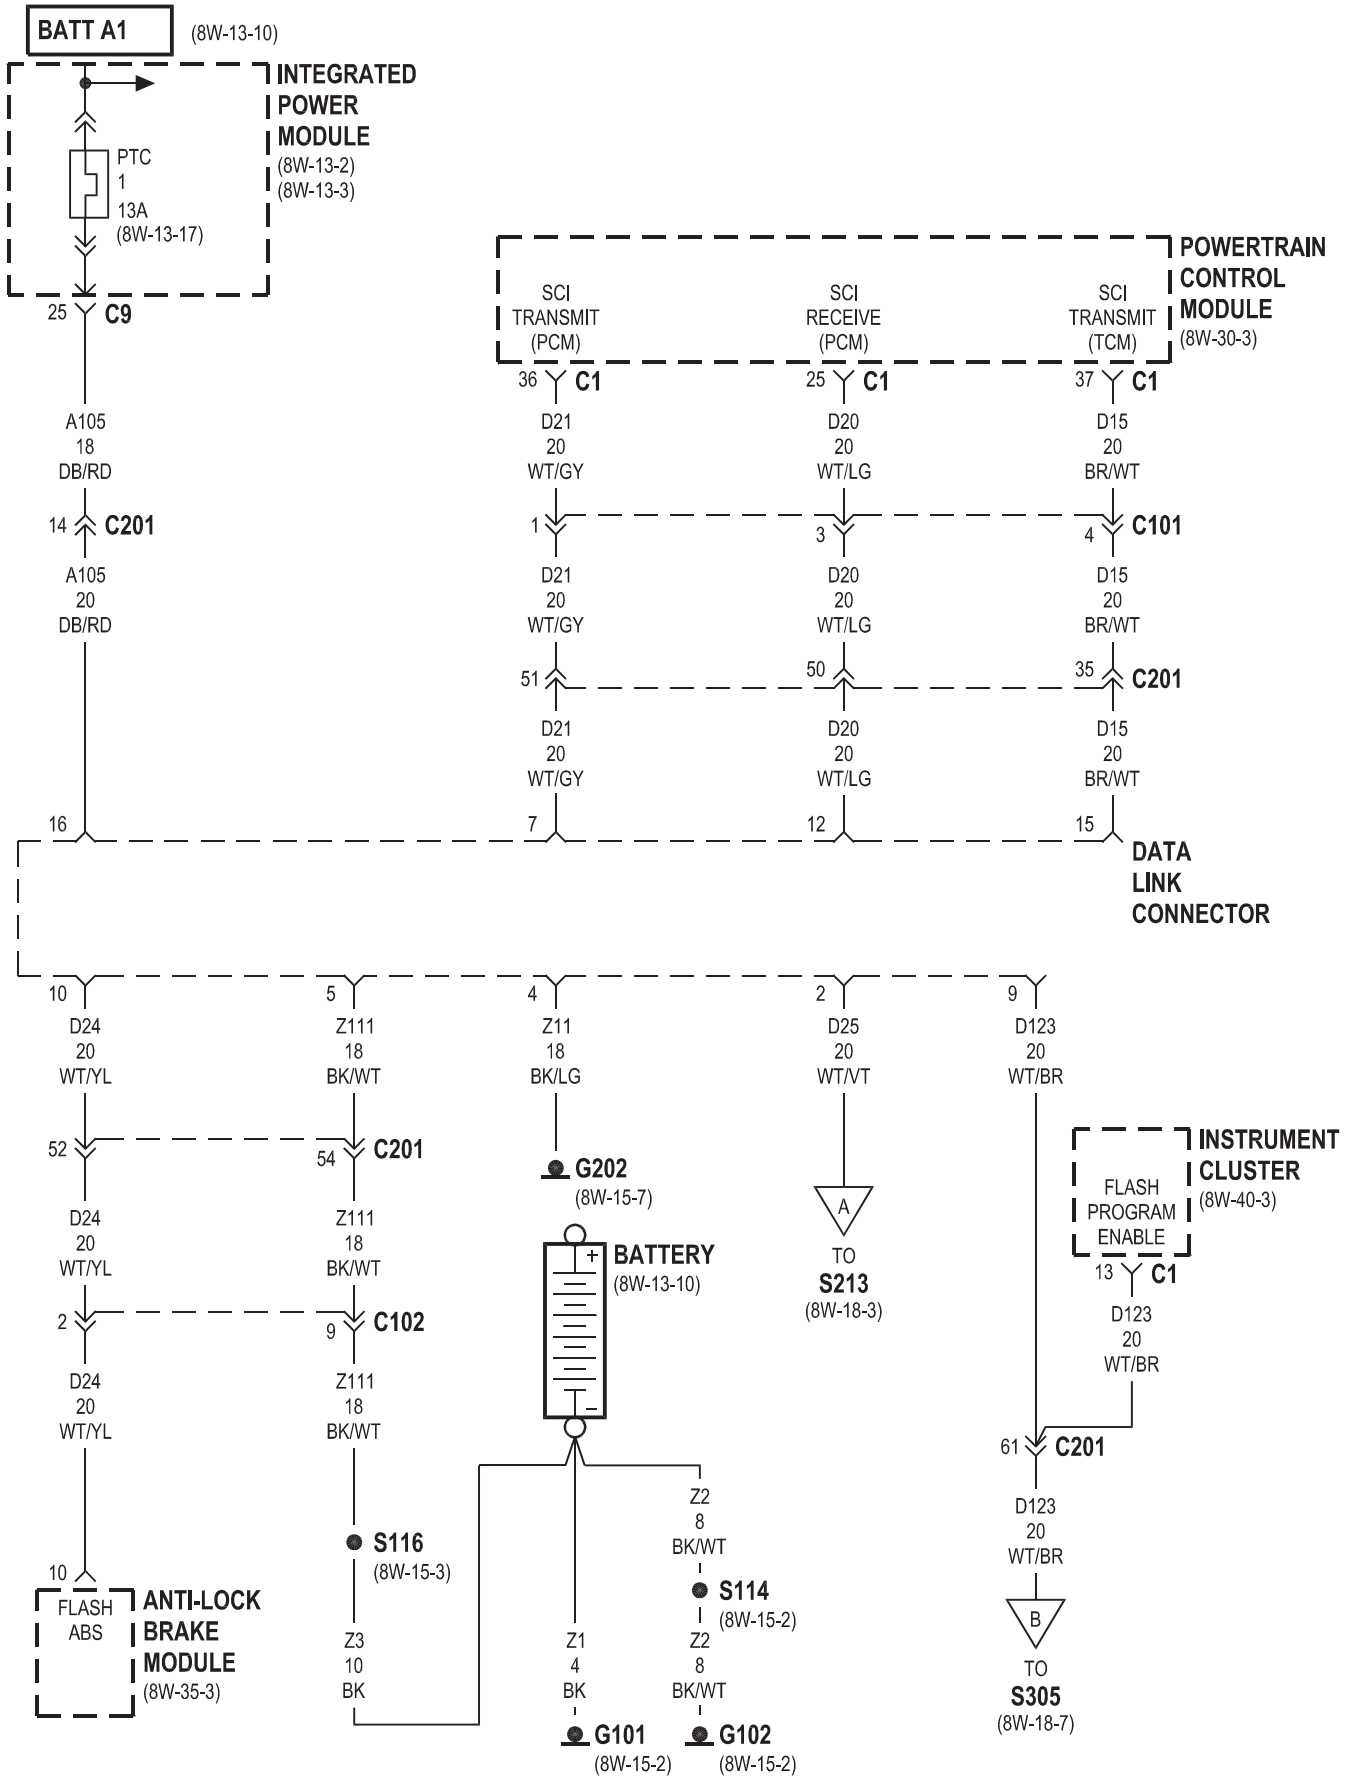 BATT A1
(8W-13-10)
INTEGRATED
POWER
MODULE
(8W-13-2)
(8W-13-3)
PTC
1
13A
(8W-13-17)
25 C9
A105
18
DB/RD
14 C201
A105
20
DB/RD
POWERTRAIN
CONTROL
MODULE
(8W-30-3)
SCI
TRANSMIT
(PCM)
SCI
RECEIVE
(PCM)
SCI
TRANSMIT
(TCM)
36 C1
25 C1
37 C1
D21
20
WT/GY
D20
20
WT/LG
D15
20
BR/WT
1
3
4
C101
D21
20
WT/GY
D20
20
WT/LG
D15
20
BR/WT
51
50
35
C201
D21
20
WT/GY
D20
20
WT/LG
D15
20
BR/WT
16
7
12
15
DATA
LINK
CONNECTOR
10
5
4
2
9
D24
20
WT/YL
Z111
18
BK/WT
Z11
18
BK/LG
D25
20
WT/VT
D123
20
WT/BR
52
54
C201
G202
(8W-15-7)
D24
20
WT/YL
Z111
18
BK/WT
2
9
C102
D24
20
WT/YL
Z111
18
BK/WT
+
-
BATTERY
(8W-13-10)
A
TO
S213
(8W-18-3)
INSTRUMENT
CLUSTER
(8W-40-3)
FLASH
PROGRAM
ENABLE
13 C1
D123
20
WT/BR
61 C201
D123
20
WT/BR
B
TO
S305
(8W-18-7)
S116
(8W-15-3)
Z2
8
BK/WT
S114
(8W-15-2)
10
FLASH
ABS
ANTI-LOCK
BRAKE
MODULE
(8W-35-3)
Z3
10
BK
Z1
4
BK
Z2
8
BK/WT
G101
(8W-15-2)
G102
(8W-15-2)